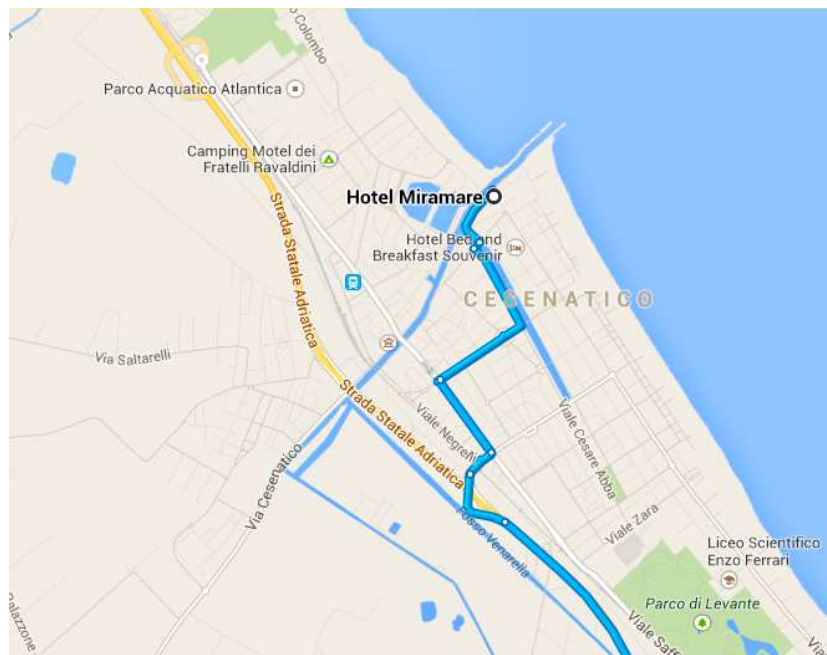 Colombo
Parco Acquatico Atlantica
Camping Motel dei
Fratelli Ravaldini
Hotel Miramare
Hotel Bed and
Breakfast Souvenir
Strada Statale Adriatica
CESENATICO
Via Saltarelli
Strada Statale Adriatica
Viale
Viale Cesare Abba
Via Cesenatico
Fosso Venarella
Viale Zara
Liceo Scientifico
Enzo Ferrari
Parco di Levante
Viale Saff
alazzone